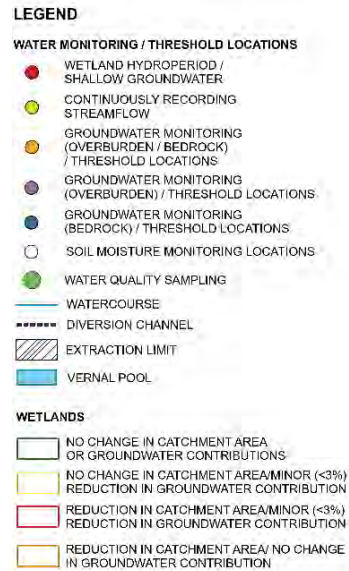 LEGEND
WATER MONITORING / THRESHOLD LOCATIONS
WETLAND HYDROPERIOD /
SHALLOW GROUNDWATER
CONTINUOUSLY RECORDING
STREAMFLOW
GROUNDWATER MONITORING
(OVERBURDEN / BEDROCK)
/ THRESHOLD LOCATIONS
GROUNDWATER MONITORING
(OVERBURDEN) / THRESHOLD LOCATIONS
GROUNDWATER MONITORING
(BEDROCK) / THRESHOLD LOCATIONS
SOIL MOISTURE MONITORING LOCATIONS
WATER QUALITY SAMPLING
WATERCOURSE
DIVERSION CHANNEL
EXTRACTION LIMIT
VERNAL POOL
WETLANDS
NO CHANGE IN CATCHMENT AREA
OR GROUNDWATER CONTRIBUTIONS
NO CHANGE IN CATCHMENT AREA/MINOR (<3%)
REDUCTION IN GROUNDWATER CONTRIBUTION
REDUCTION IN CATCHMENT AREA/MINOR (<3%)
REDUCTION IN GROUNDWATER CONTRIBUTION
REDUCTION IN CATCHMENT AREA/ NO CHANGE
IN GROUNDWATER CONTRIBUTION